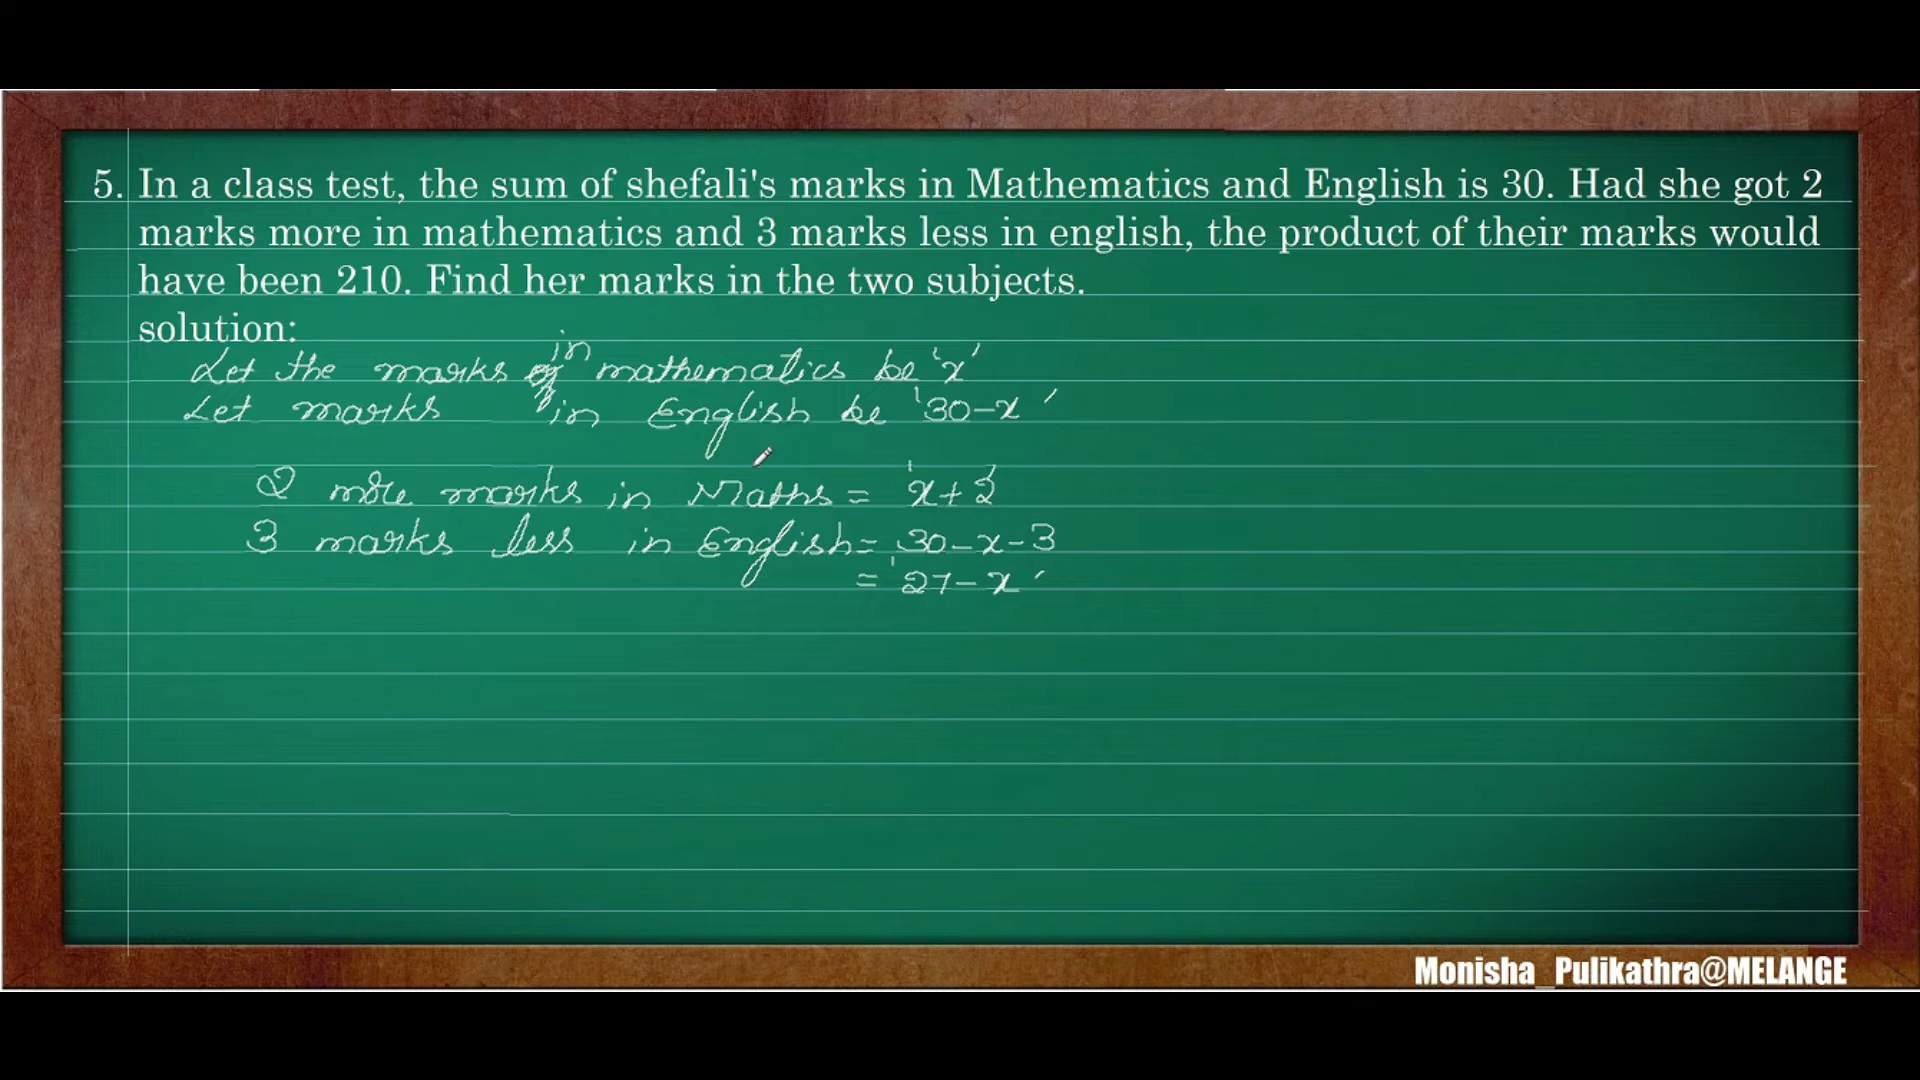 5. In a class test, the sum of shefali's marks in Mathematics and English is 30. Had she got 2
marks more in mathematics and 3 marks less in english, the product of their marks would
have been 210. Find her marks in the two subjects.
solution:
Let the marks in mathematics be 'x'
Let marks in English be '30-x'
2 more marks in Maths = 'x+2'
3 marks less in English = 30-x-3
= '27-x'
Monisha_Pulikathra@MELANGE